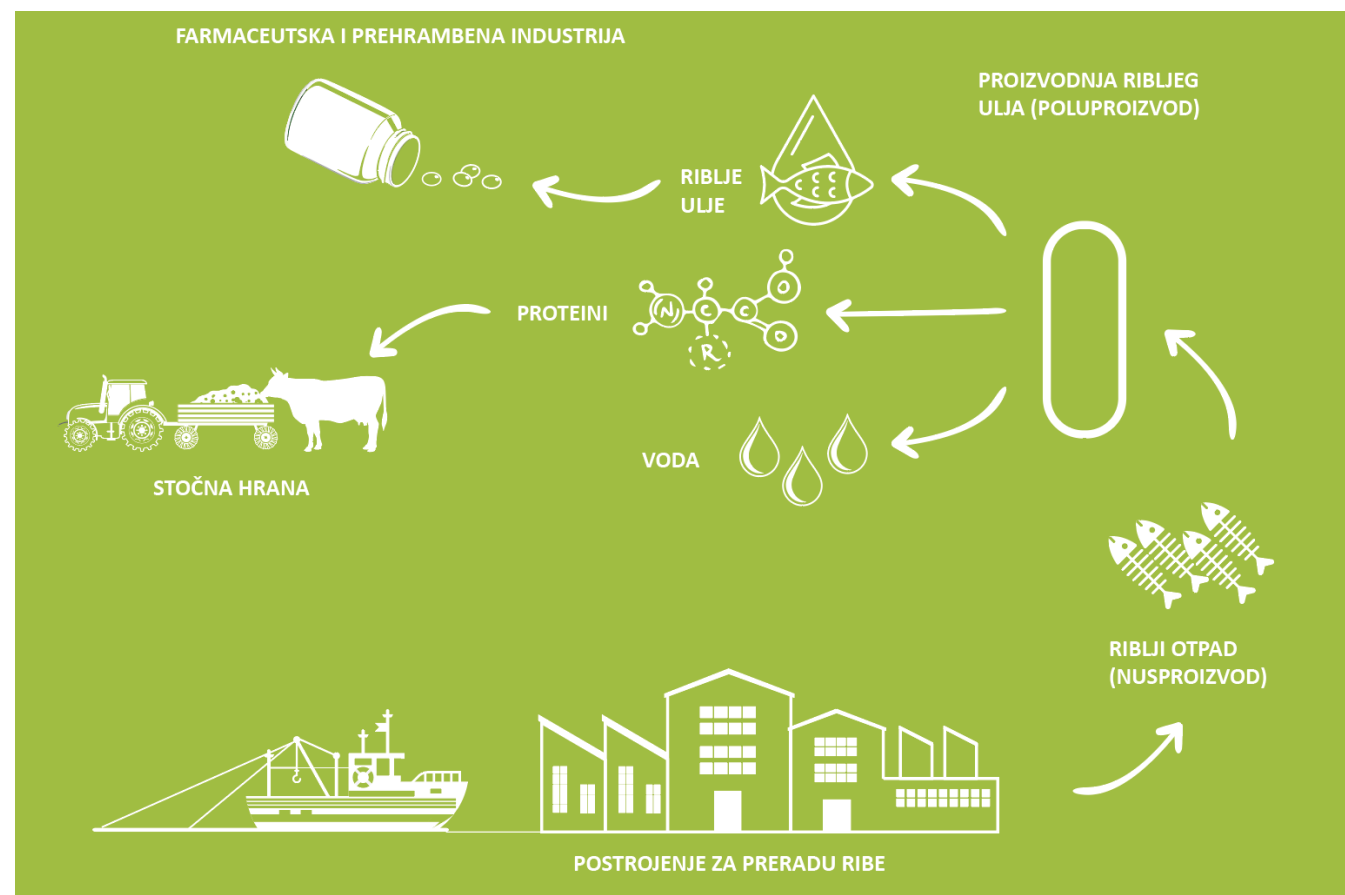 FARMACEUTSKA I PREHRAMBENA INDUSTRIJA
PROIZVODNJA RIBLJEG
ULJA (POLUPROIZVOD)
RIBLJE
ULJE
PROTEINI
N
C
C
O
O
R
STOČNA HRANA
VODA
RIBLJI OTPAD
(NUSPROIZVOD)
POSTROJENJE ZA PRERADU RIBE